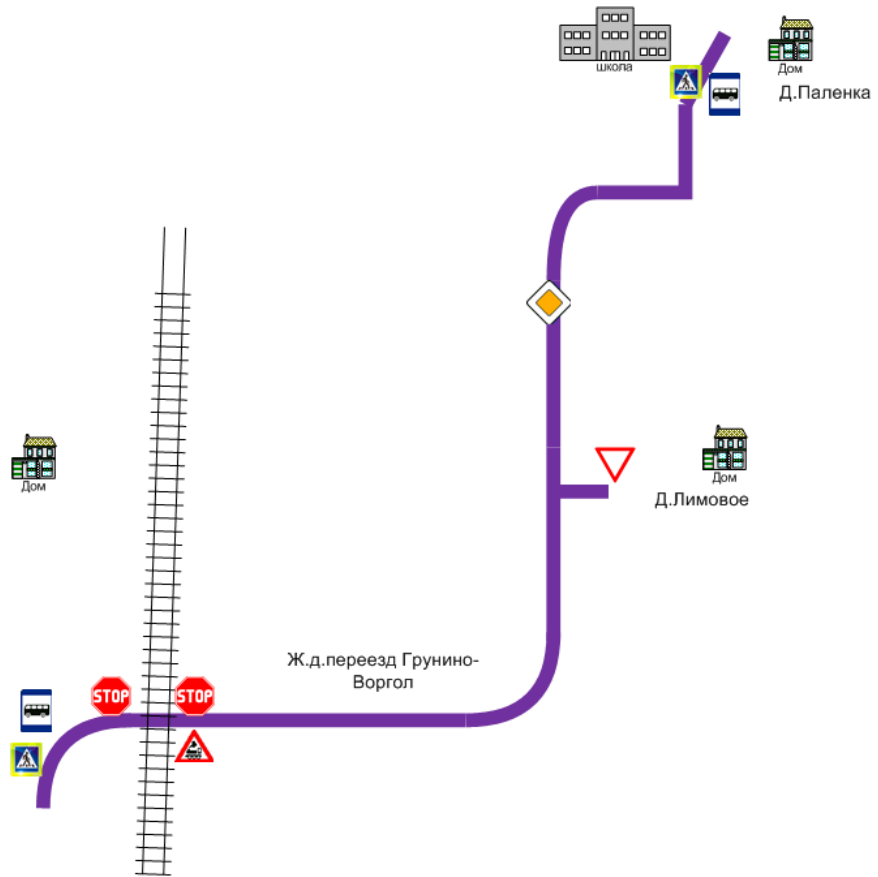 школа
Дом
Д.Паленка
Дом
Дом
Д.Лимовое
Ж.д.переезд Грунино-
Воргол
STOP
STOP